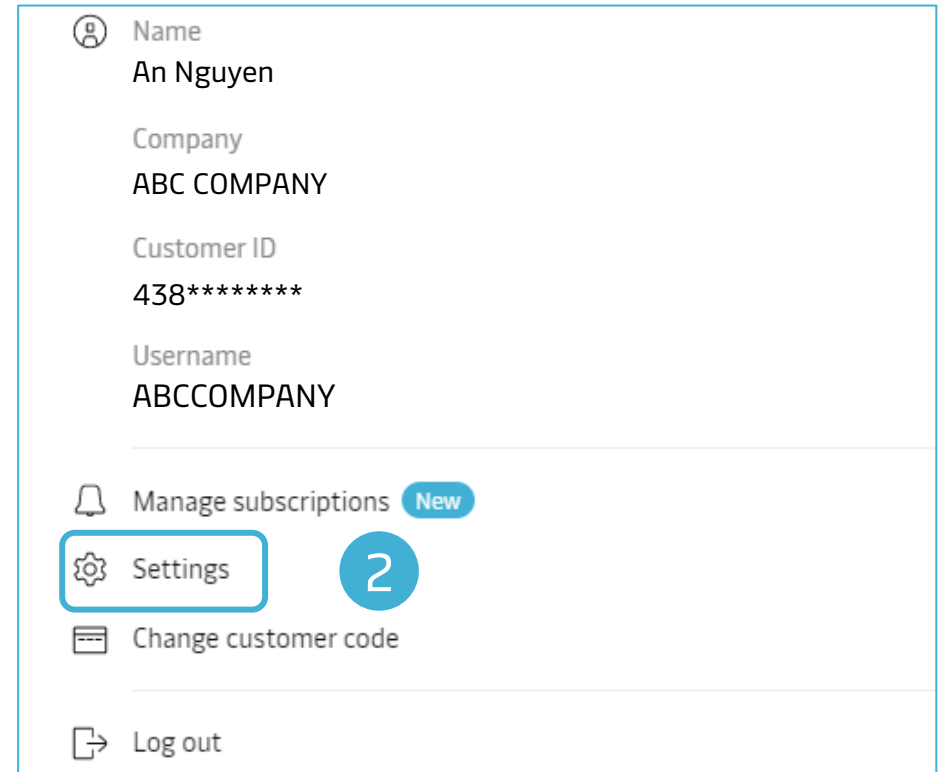 Name
An Nguyen
Company
ABC COMPANY
Customer ID
438********
Username
ABCCOMPANY
Manage subscriptions New
Settings 2
Change customer code
Log out